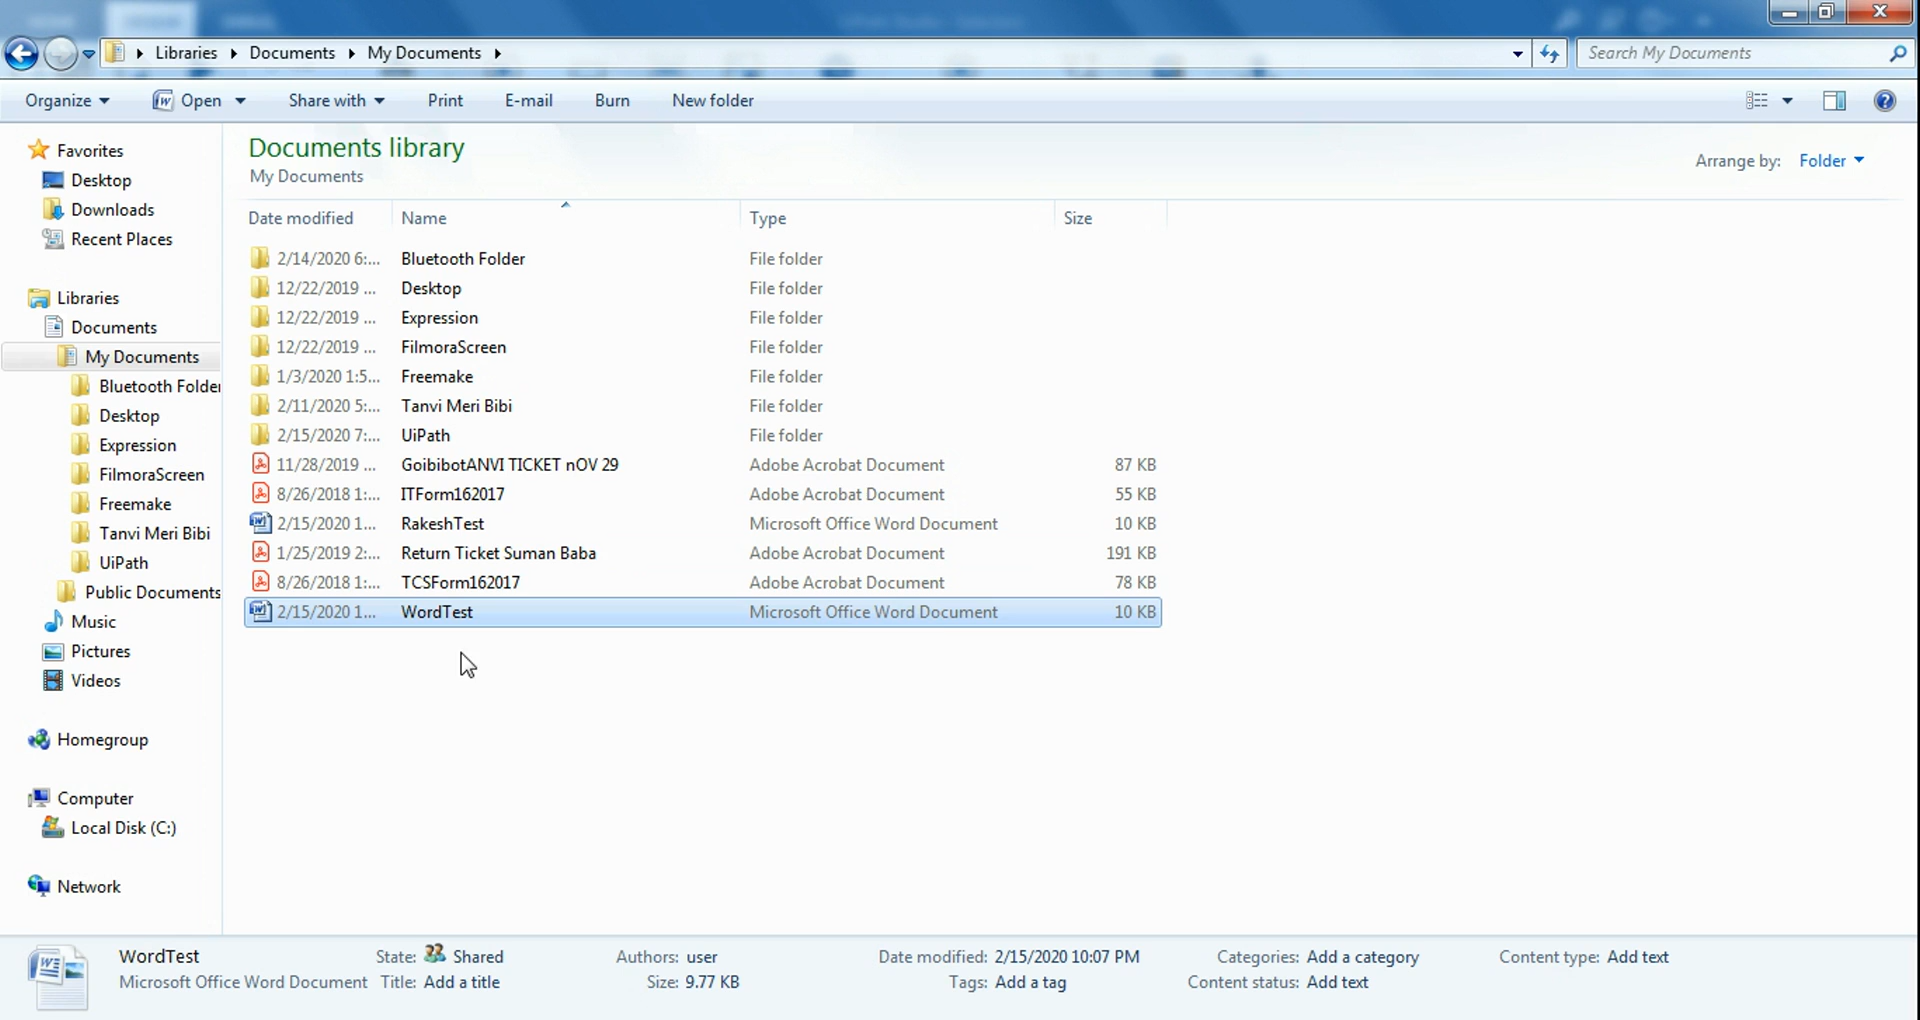 Libraries Documents My Documents
Search My Documents
Organize Open Share with Print E-mail Burn New folder
Documents library
My Documents
Arrange by: Folder
Favorites
Desktop
Downloads
Recent Places
Libraries
Documents
My Documents
Bluetooth Folder
Desktop
Expression
FilmoraScreen
Freemake
Tanvi Meri Bibi
UiPath
Public Documents
Music
Pictures
Videos
Homegroup
Computer
Local Disk (C:)
Network
Date modified Name Type Size
2/14/2020 6:... Bluetooth Folder File folder
12/22/2019 ... Desktop File folder
12/22/2019 ... Expression File folder
12/22/2019 ... FilmoraScreen File folder
1/3/2020 1:5... Freemake File folder
2/11/2020 5:... Tanvi Meri Bibi File folder
2/15/2020 7:... UiPath File folder
11/28/2019 ... GoibibotANVI TICKET nOV 29 Adobe Acrobat Document 87 KB
8/26/2018 1:... ITForm162017 Adobe Acrobat Document 55 KB
2/15/2020 1... RakeshTest Microsoft Office Word Document 10 KB
1/25/2019 2:... Return Ticket Suman Baba Adobe Acrobat Document 191 KB
8/26/2018 1:... TCSForm162017 Adobe Acrobat Document 78 KB
2/15/2020 1... WordTest Microsoft Office Word Document 10 KB
WordTest State: Shared Authors: user Date modified: 2/15/2020 10:07 PM Categories: Add a category Content type: Add text
Microsoft Office Word Document Title: Add a title Size: 9.77 KB Tags: Add a tag Content status: Add text